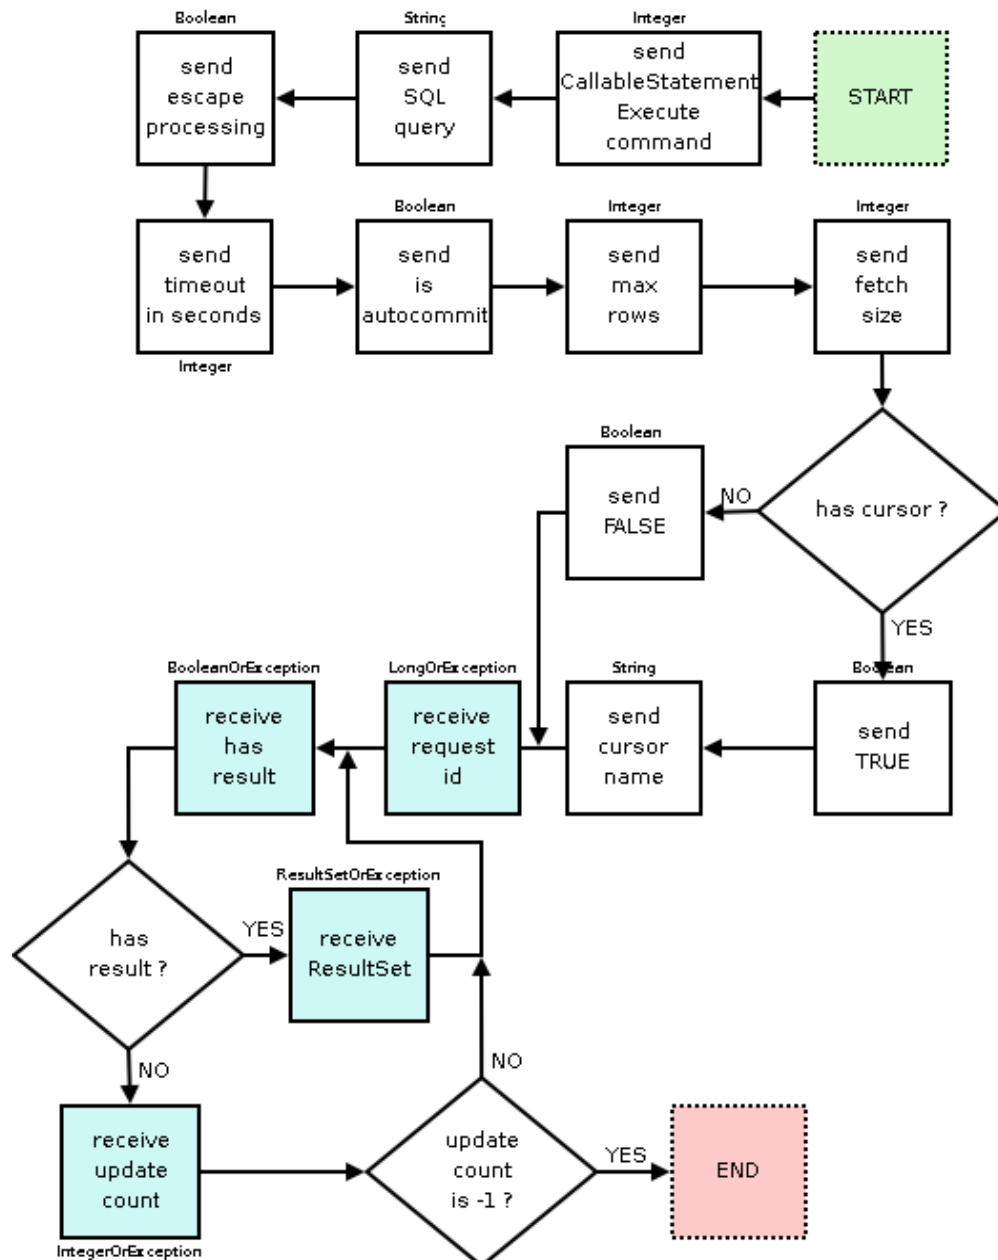 Boolean
send
escape
processing
String
send
SQL
query
Integer
send
CallableStatement
Execute
command
START
send
timeout
in seconds
Integer
Boolean
send
is
autocommit
Integer
send
max
rows
Integer
send
fetch
size
has cursor ?
NO
Boolean
send
FALSE
YES
Boolean
send
TRUE
String
send
cursor
name
LongOrException
receive
request
id
BooleanOrException
receive
has
result
has
result ?
YES
ResultSetOrException
receive
ResultSet
NO
receive
update
count
IntegerOrException
update
count
is -1 ?
NO
YES
END